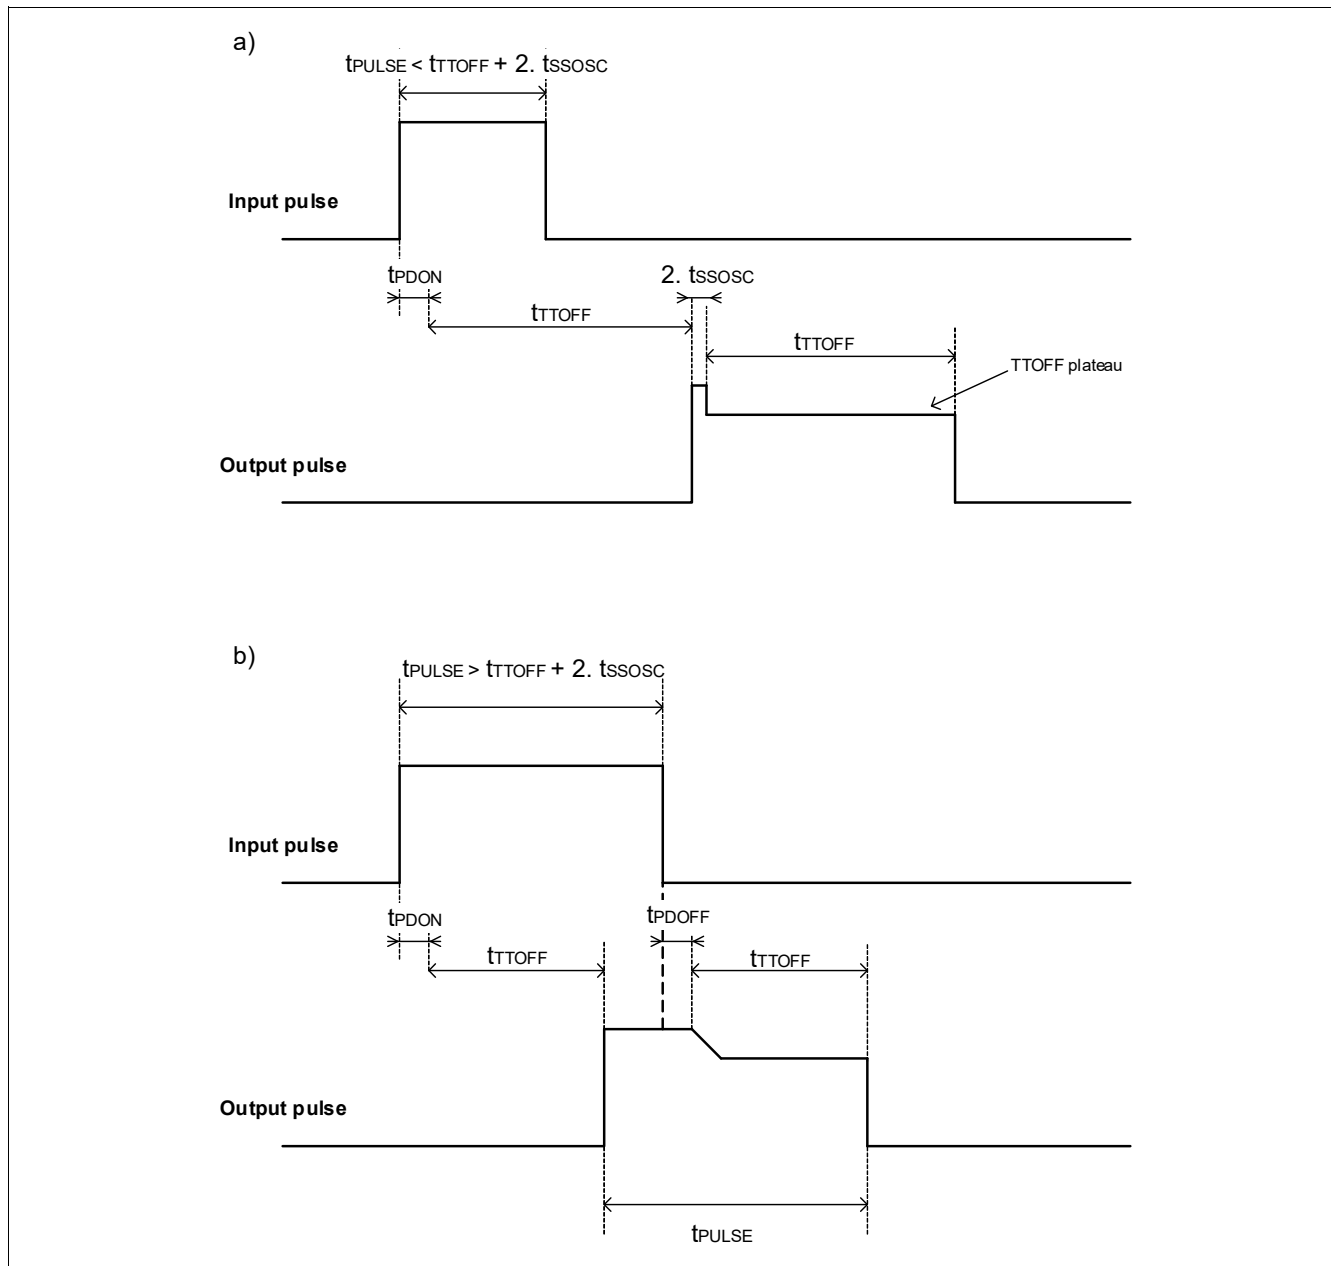 a)
tPULSE < tTTOFF + 2. tSSOSC
Input pulse
tPDON
2. tSSOSC
tTTOFF
tTTOFF
TTOFF plateau
Output pulse
b)
tPULSE > tTTOFF + 2. tSSOSC
Input pulse
tPDON
tPDOFF
tTTOFF
tTTOFF
Output pulse
tPULSE